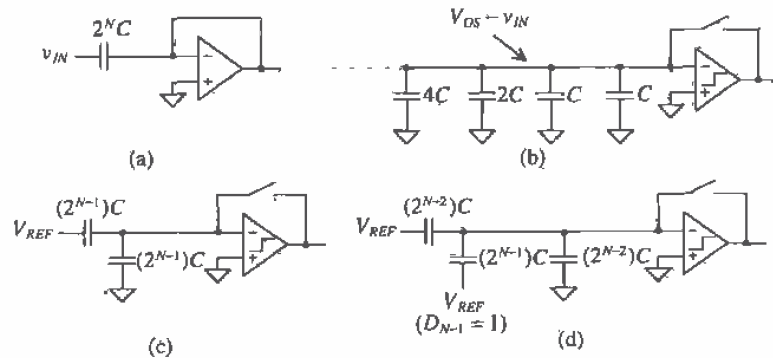 2^N C
v_IN
(a)
V_OS − v_IN
4C 2C C C
(b)
(2^{N−1})C
V_REF
(2^{N−1})C
(c)
(2^{N−2})C
V_REF
(2^{N−1})C (2^{N−2})C
V_REF
(D_{N−1} = 1)
(d)